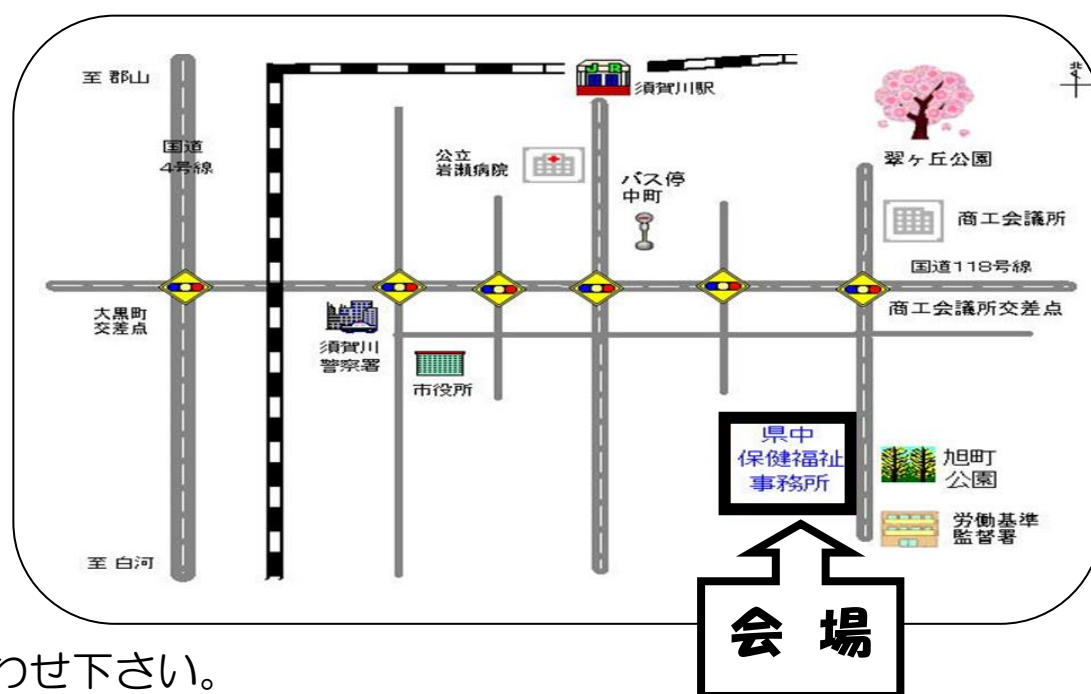 至 郡山
国道
4号線
JR
須賀川駅
北
公立
岩瀬病院
バス停
中町
翠ヶ丘公園
商工会議所
国道118号線
大黒町
交差点
商工会議所交差点
須賀川
警察署
市役所
県中
保健福祉
事務所
旭町
公園
労働基準
監督署
至 白河
会 場
わせ下さい。